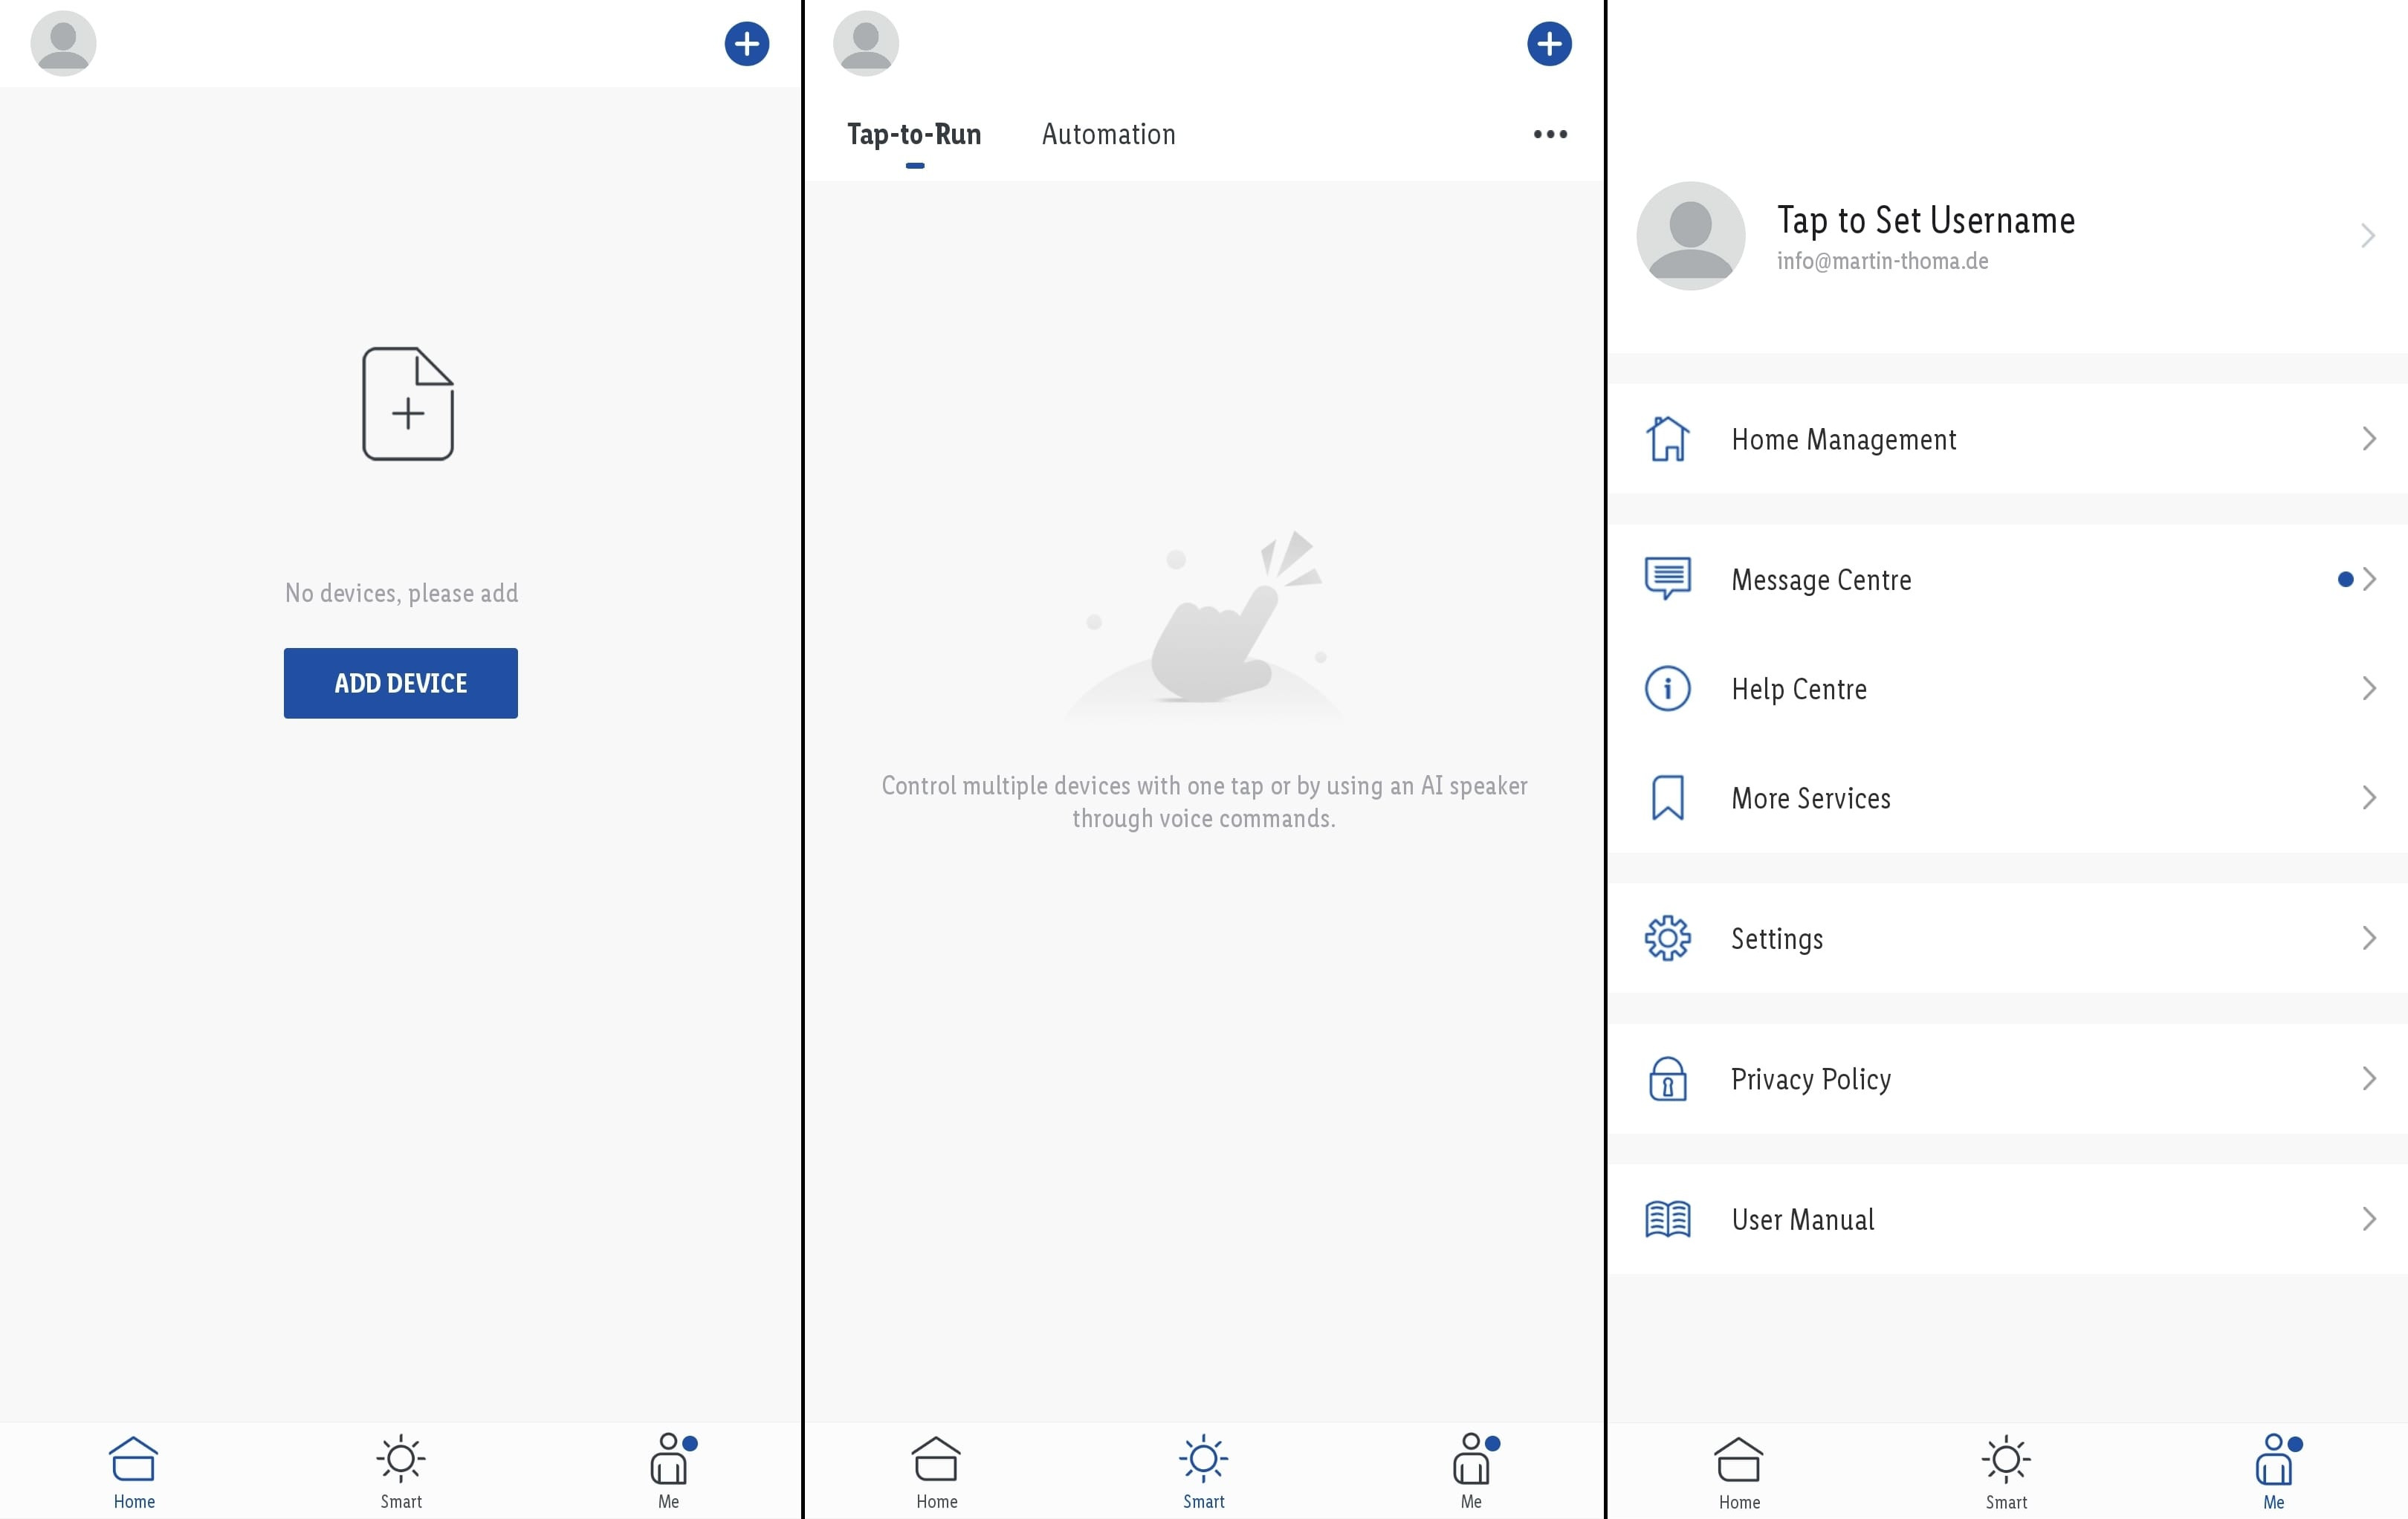 No devices, please add
ADD DEVICE
Home
Smart
Me
Tap-to-Run
Automation
Control multiple devices with one tap or by using an AI speaker
through voice commands.
Home
Smart
Me
Tap to Set Username
info@martin-thoma.de
Home Management
Message Centre
Help Centre
More Services
Settings
Privacy Policy
User Manual
Home
Smart
Me